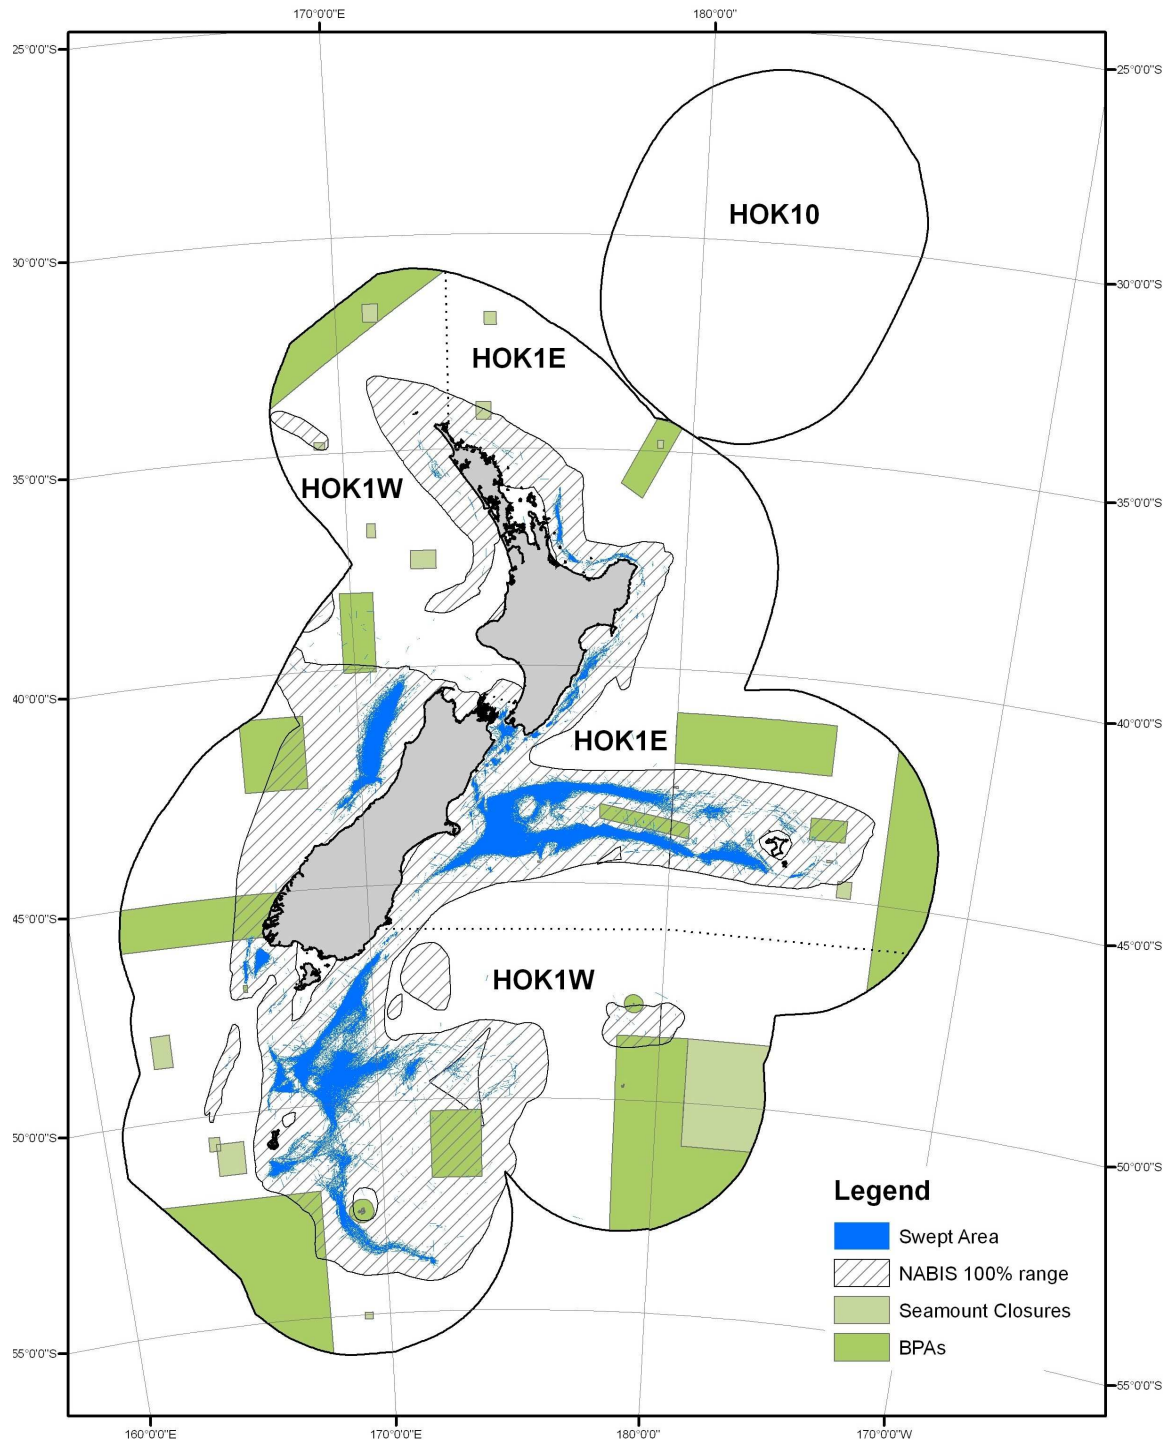 170°0'0"E
180°0'0"
25°0'0"S
25°0'0"S
HOK10
30°0'0"S
30°0'0"S
HOK1E
HOK1W
35°0'0"S
35°0'0"S
40°0'0"S
40°0'0"S
HOK1E
45°0'0"S
45°0'0"S
HOK1W
50°0'0"S
50°0'0"S
Legend
Swept Area
NABIS 100% range
Seamount Closures
BPAs
55°0'0"S
55°0'0"S
160°0'0"E
170°0'0"E
180°0'0"
170°0'0"W